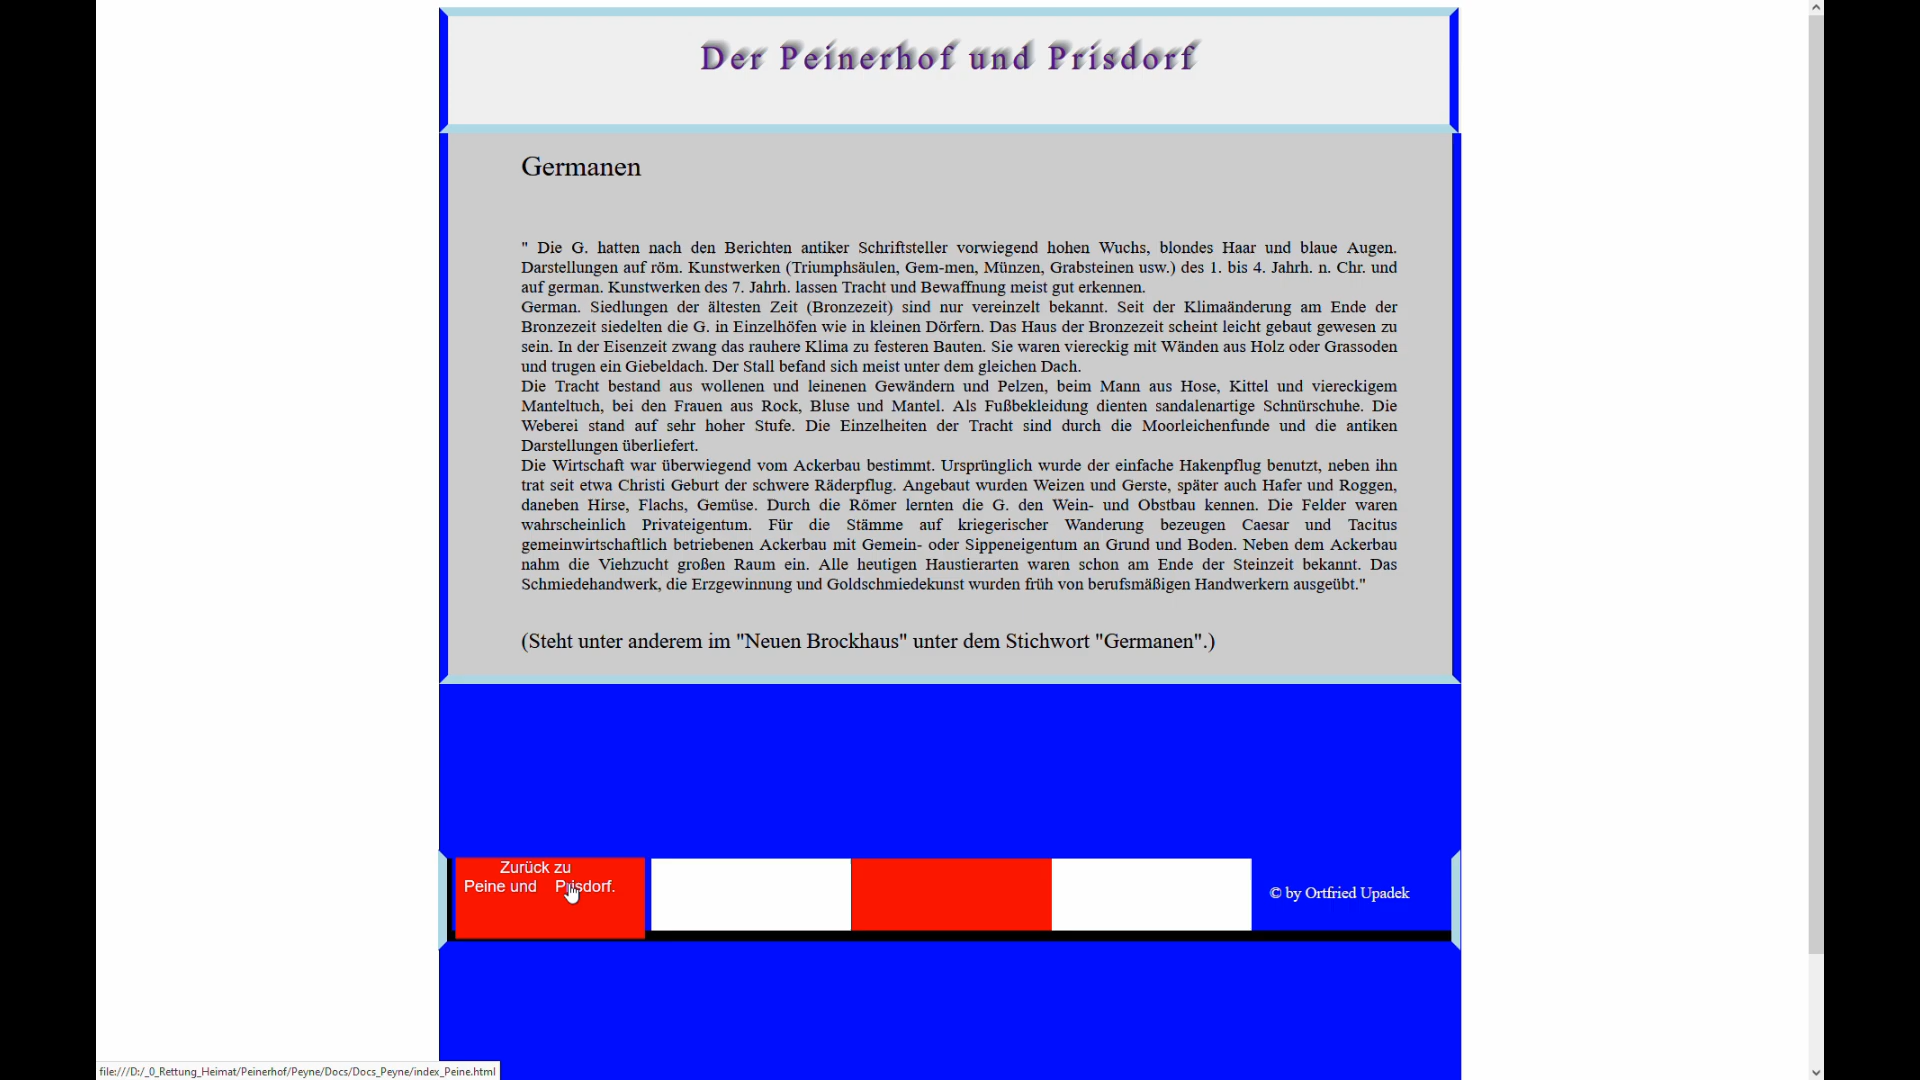 Der Peinerhof und Prisdorf
Germanen
" Die G. hatten nach den Berichten antiker Schriftsteller vorwiegend hohen Wuchs, blondes Haar und blaue Augen.
Darstellungen auf röm. Kunstwerken (Triumphsäulen, Gem-men, Münzen, Grabsteinen usw.) des 1. bis 4. Jahrh. n. Chr. und
auf german. Kunstwerken des 7. Jahrh. lassen Tracht und Bewaffnung meist gut erkennen.
German. Siedlungen der ältesten Zeit (Bronzezeit) sind nur vereinzelt bekannt. Seit der Klimaänderung am Ende der
Bronzezeit siedelten die G. in Einzelhöfen wie in kleinen Dörfern. Das Haus der Bronzezeit scheint leicht gebaut gewesen zu
sein. In der Eisenzeit zwang das rauhere Klima zu festeren Bauten. Sie waren viereckig mit Wänden aus Holz oder Grassoden
und trugen ein Giebeldach. Der Stall befand sich meist unter dem gleichen Dach.
Die Tracht bestand aus wollenen und leinenen Gewändern und Pelzen, beim Mann aus Hose, Kittel und viereckigem
Manteltuch, bei den Frauen aus Rock, Bluse und Mantel. Als Fußbekleidung dienten sandalenartige Schnürschuhe. Die
Weberei stand auf sehr hoher Stufe. Die Einzelheiten der Tracht sind durch die Moorleichenfunde und die antiken
Darstellungen überliefert.
Die Wirtschaft war überwiegend vom Ackerbau bestimmt. Ursprünglich wurde der einfache Hakenpflug benutzt, neben ihn
trat seit etwa Christi Geburt der schwere Räderpflug. Angebaut wurden Weizen und Gerste, später auch Hafer und Roggen,
daneben Hirse, Flachs, Gemüse. Durch die Römer lernten die G. den Wein- und Obstbau kennen. Die Felder waren
wahrscheinlich Privateigentum. Für die Stämme auf kriegerischer Wanderung bezeugen Caesar und Tacitus
gemeinwirtschaftlich betriebenen Ackerbau mit Gemein- oder Sippeneigentum an Grund und Boden. Neben dem Ackerbau
nahm die Viehzucht großen Raum ein. Alle heutigen Haustierarten waren schon am Ende der Steinzeit bekannt. Das
Schmiedehandwerk, die Erzgewinnung und Goldschmiedekunst wurden früh von berufsmäßigen Handwerkern ausgeübt."
(Steht unter anderem im "Neuen Brockhaus" unter dem Stichwort "Germanen".)
Zurück zu
Peine und Prisdorf.
© by Ortfried Upadek
file:///D:/_0_Rettung_Heimat/Peinerhof/Peyne/Docs/Docs_Peyne/index_Peine.html